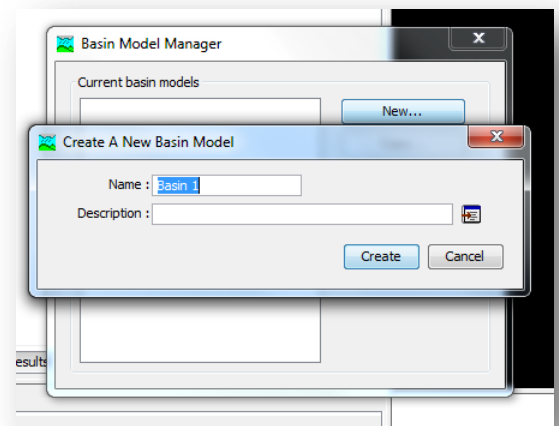 Basin Model Manager
X
Current basin models
New...
Create A New Basin Model
X
Name : Basin 1
Description :
Create
Cancel
esults